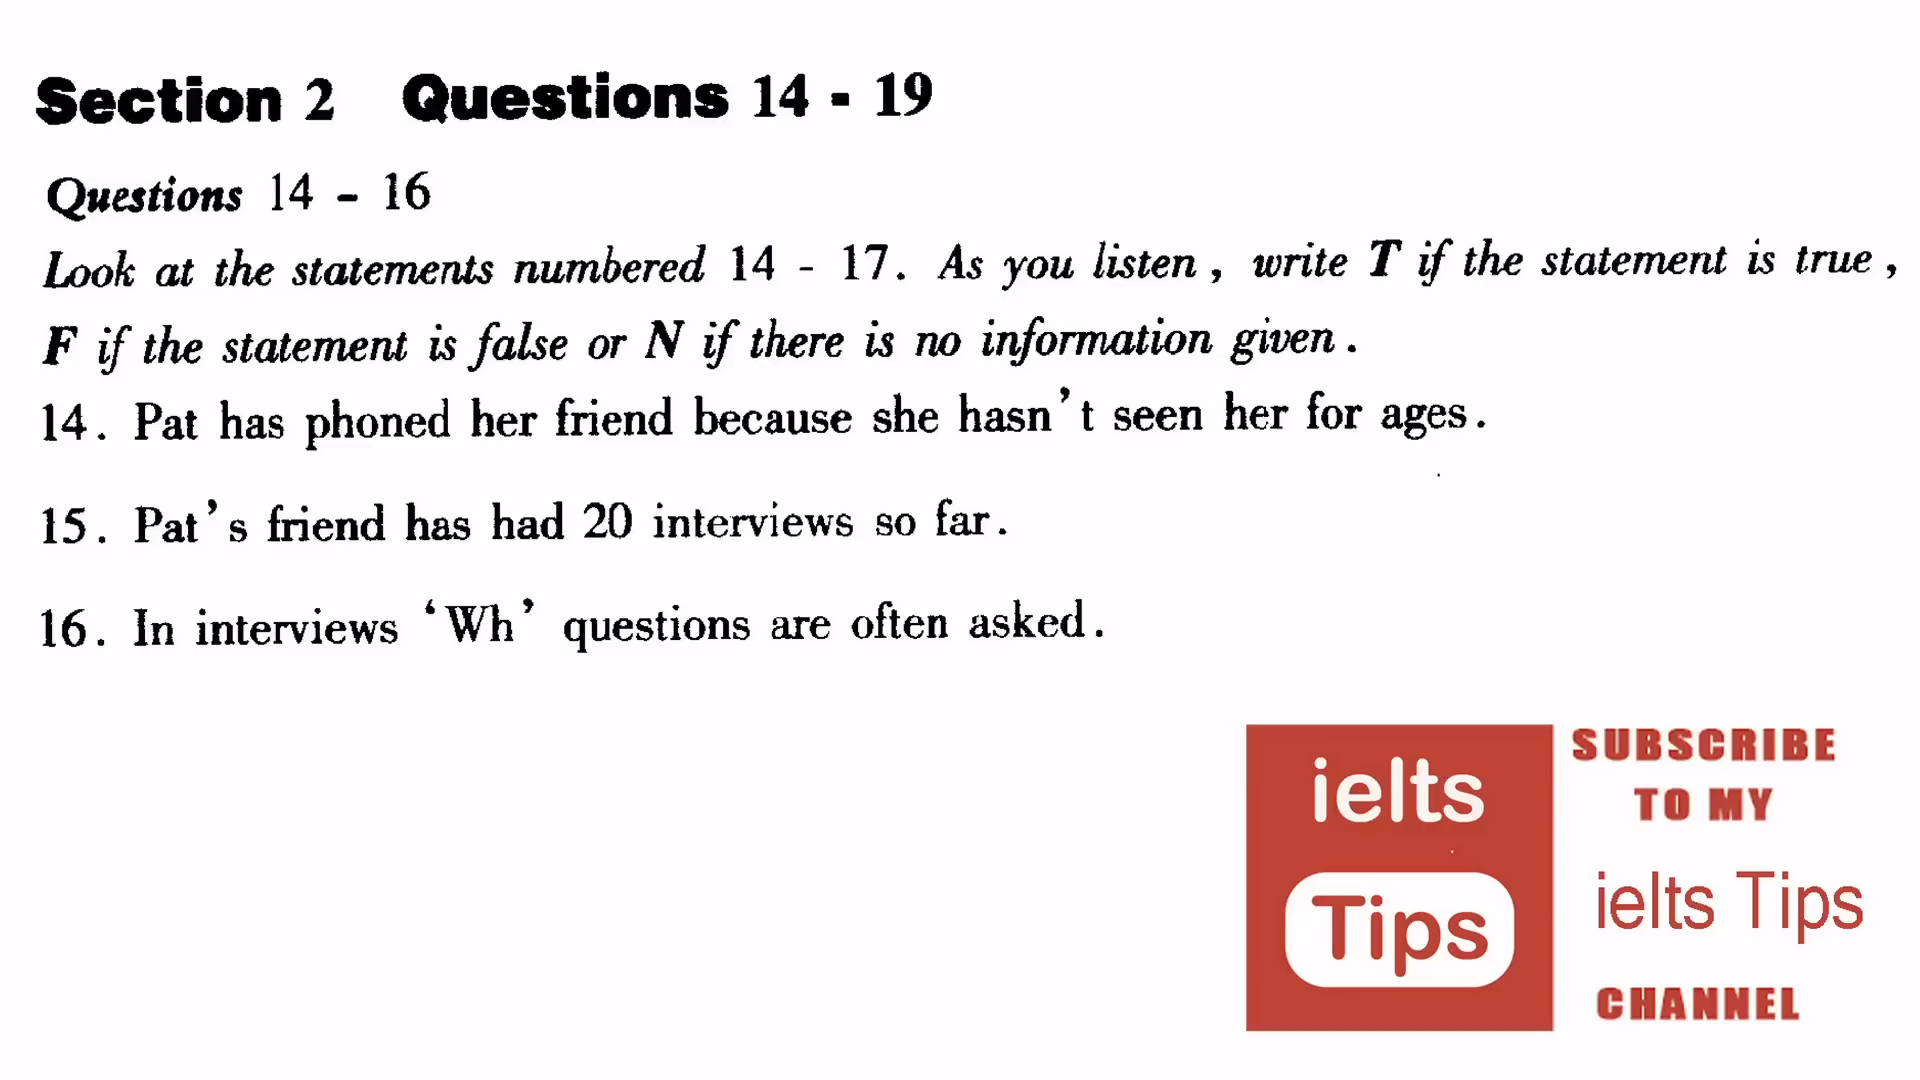 Section 2 Questions 14 - 19
Questions 14 - 16
Look at the statements numbered 14 - 17. As you listen, write T if the statement is true,
F if the statement is false or N if there is no information given.
14. Pat has phoned her friend because she hasn't seen her for ages.
15. Pat's friend has had 20 interviews so far.
16. In interviews 'Wh' questions are often asked.
ielts
Tips
SUBSCRIBE
TO MY
ielts Tips
CHANNEL